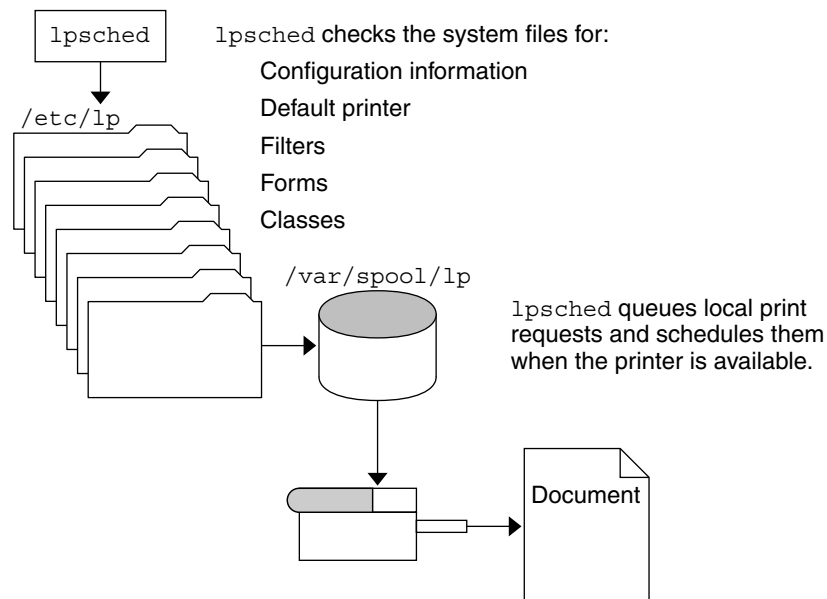 lpsched
lpsched checks the system files for:
Configuration information
Default printer
Filters
Forms
Classes
/etc/lp
/var/spool/lp
lpsched queues local print
requests and schedules them
when the printer is available.
Document